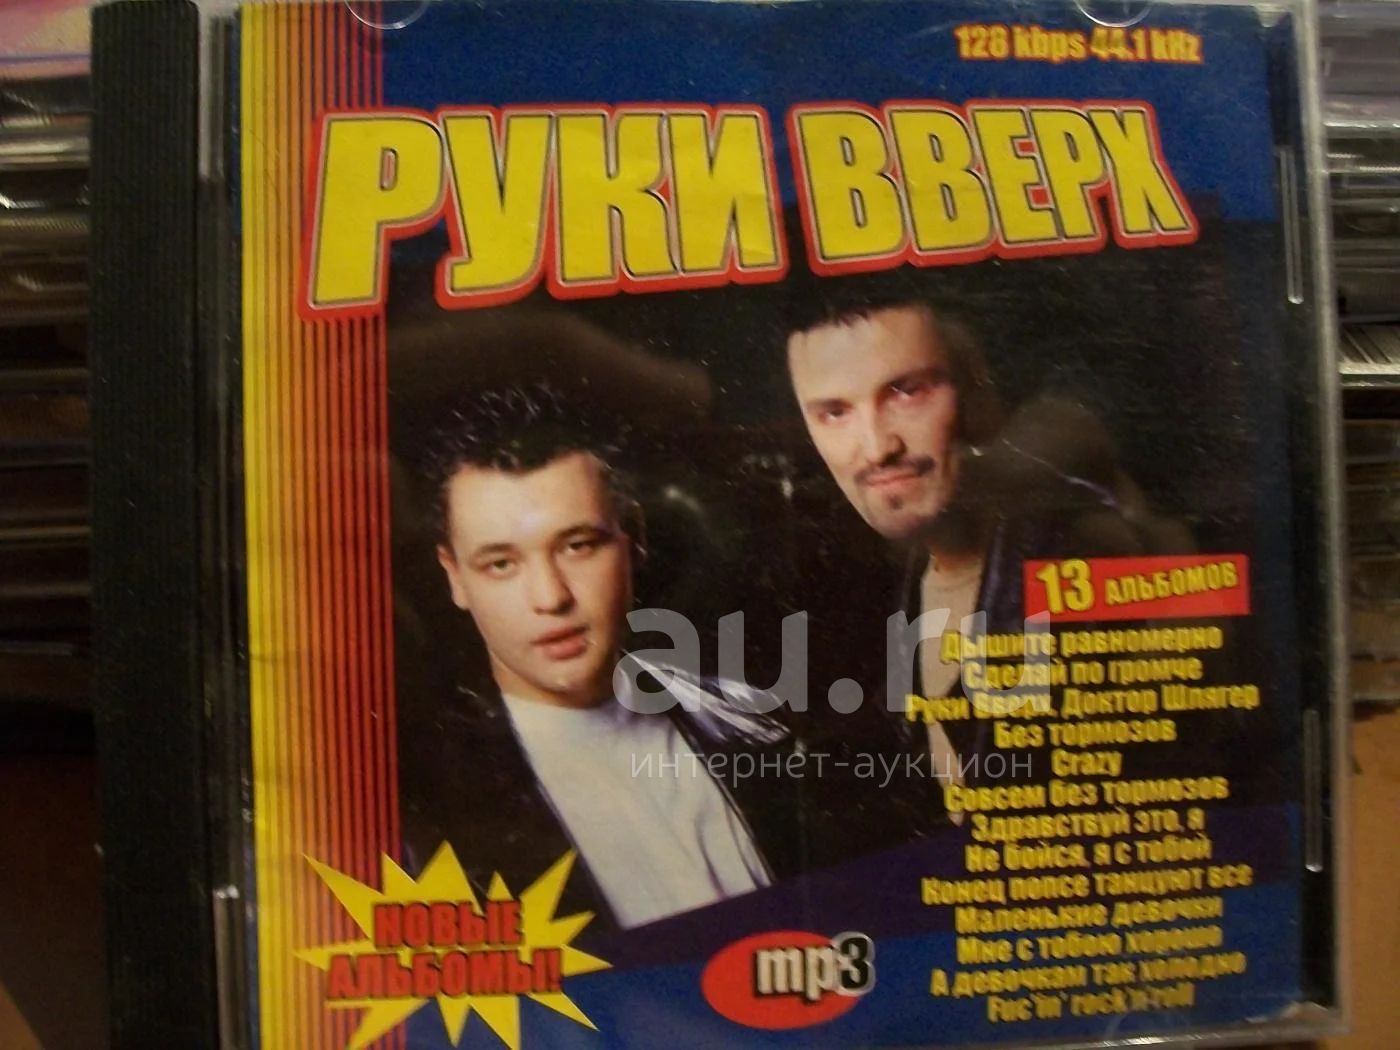 128 kbps 44.1 kHz
РУКИ ВВЕРХ
13 АЛЬБОМОВ
Дышите равномерно
Сделай по громче
Руки Вверх, Доктор Шлягер
Без тормозов
Crazy
Совсем без тормозов
Здравствуй это, я
Не бойся, я с тобой
Конец попсе танцуют все
Маленькие девочки
Мне с тобою хорошо
А девочкам так холодно
Fuc'in' rock'n-roll
НОВЫЕ
АЛЬБОМЫ!
mp3
au.ru
интернет-аукцион